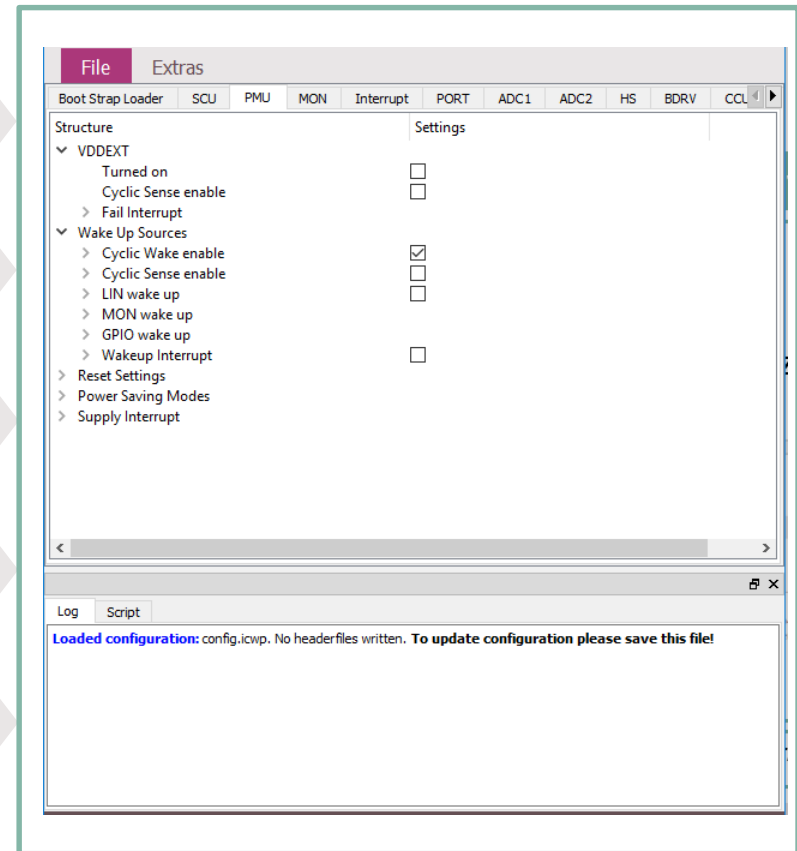 File Extras
Boot Strap Loader SCU PMU MON Interrupt PORT ADC1 ADC2 HS BDRV
Structure Settings
VDDEXT
Turned on
Cyclic Sense enable
Fail Interrupt
Wake Up Sources
Cyclic Wake enable
Cyclic Sense enable
LIN wake up
MON wake up
GPIO wake up
Wakeup Interrupt
Reset Settings
Power Saving Modes
Supply Interrupt
Log Script
Loaded configuration: config.icwp. No headerfiles written. To update configuration please save this file!